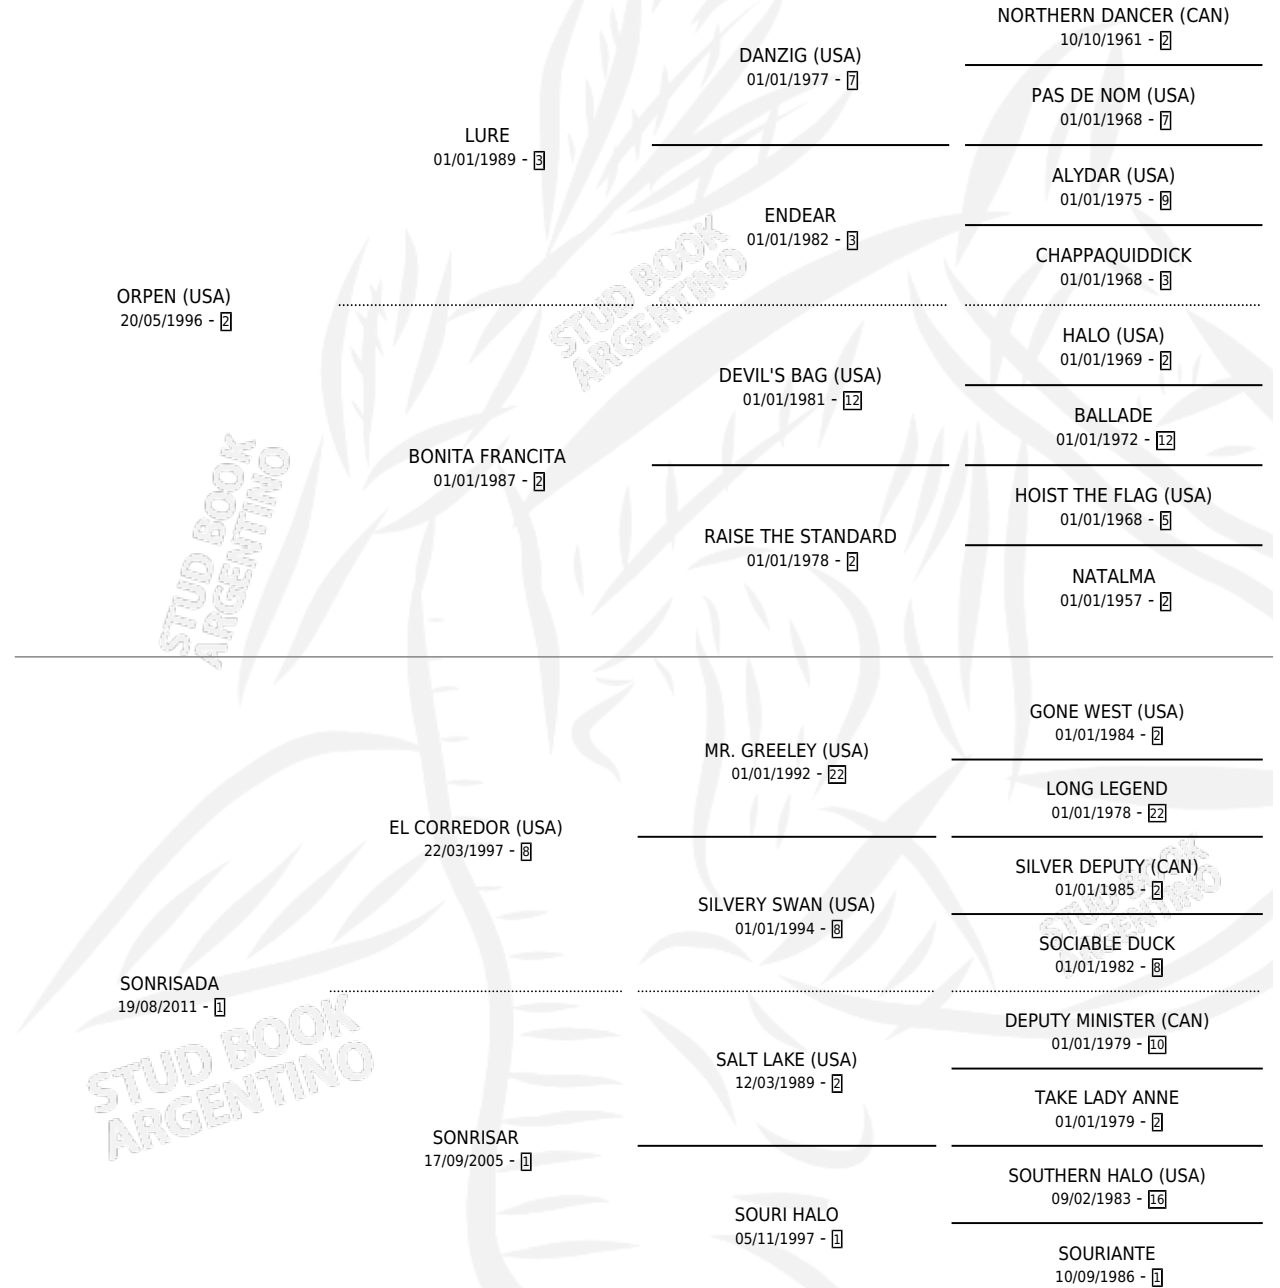 NORTHERN DANCER (CAN)
10/10/1961 - 2
DANZIG (USA)
01/01/1977 - 7
PAS DE NOM (USA)
01/01/1968 - 7
LURE
01/01/1989 - 3
ALYDAR (USA)
01/01/1975 - 9
ENDEAR
01/01/1982 - 3
CHAPPAQUIDDICK
01/01/1968 - 3
ORPEN (USA)
20/05/1996 - 2
STUD BOOK
ARGENTINO
HALO (USA)
01/01/1969 - 2
DEVIL'S BAG (USA)
01/01/1981 - 12
BALLADE
01/01/1972 - 12
BONITA FRANCITA
01/01/1987 - 2
HOIST THE FLAG (USA)
01/01/1968 - 5
RAISE THE STANDARD
01/01/1978 - 2
NATALMA
01/01/1957 - 2
STUD BOOK
ARGENTINO
GONE WEST (USA)
01/01/1984 - 2
MR. GREELEY (USA)
01/01/1992 - 22
LONG LEGEND
01/01/1978 - 22
EL CORREDOR (USA)
22/03/1997 - 8
SILVER DEPUTY (CAN)
01/01/1985 - 2
SILVERY SWAN (USA)
01/01/1994 - 8
STUD BOOK
ARGENTINO
SOCIABLE DUCK
01/01/1982 - 8
SONRISADA
19/08/2011 - 1
DEPUTY MINISTER (CAN)
01/01/1979 - 10
SALT LAKE (USA)
12/03/1989 - 2
TAKE LADY ANNE
01/01/1979 - 2
STUD BOOK
ARGENTINO
SONRISAR
17/09/2005 - 1
SOUTHERN HALO (USA)
09/02/1983 - 16
SOURI HALO
05/11/1997 - 1
SOURIANTE
10/09/1986 - 1